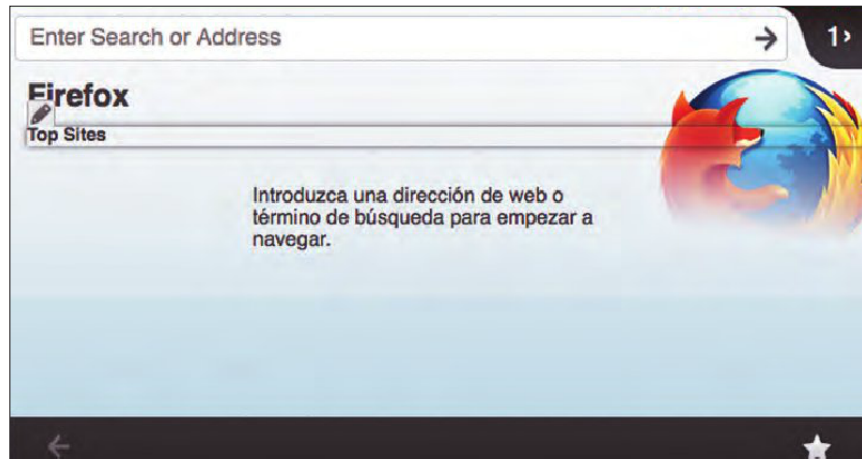 Enter Search or Address
1
Firefox
Top Sites
Introduzca una dirección de web o
término de búsqueda para empezar a
navegar.